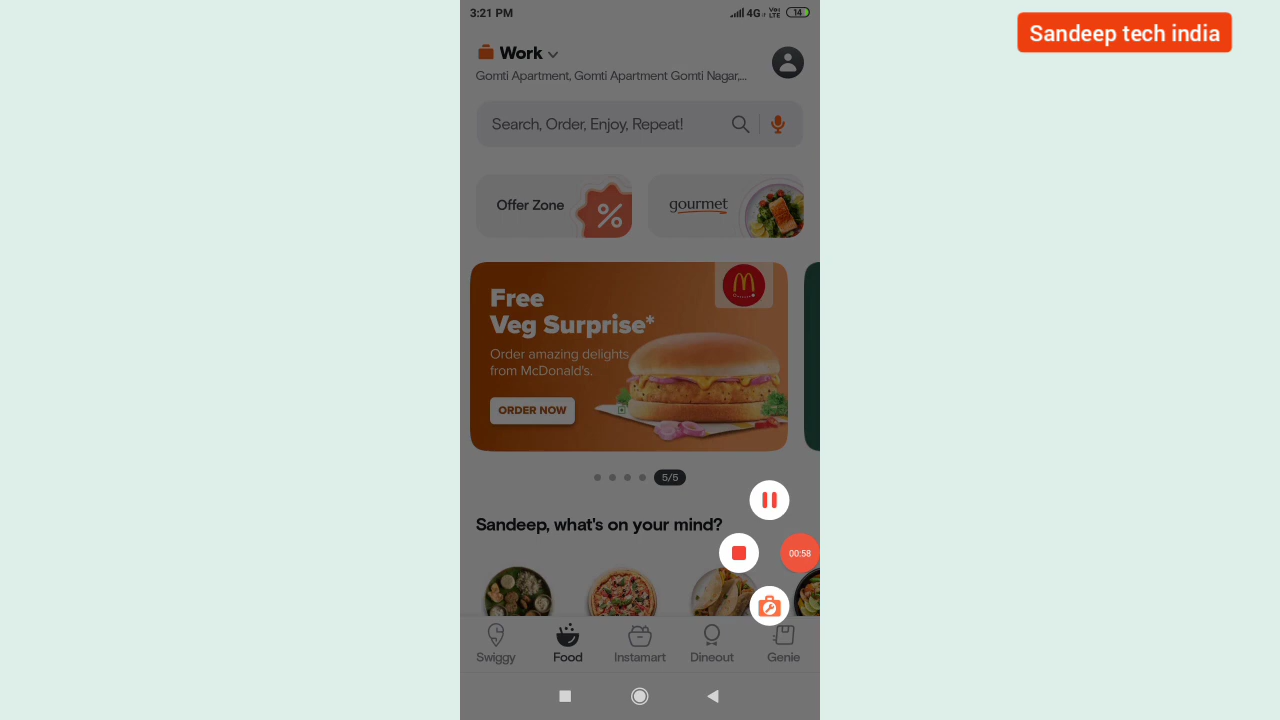 3:21 PM
4G
Vo)
LTE
14
Sandeep tech india
Work
Gomti Apartment, Gomti Apartment Gomti Nagar,...
Search, Order, Enjoy, Repeat!
Offer Zone
gourmet
Free
Veg Surprise*
Order amazing delights
from McDonald's.
ORDER NOW
5/5
Sandeep, what's on your mind?
00:58
Swiggy
Food
Instamart
Dineout
Genie